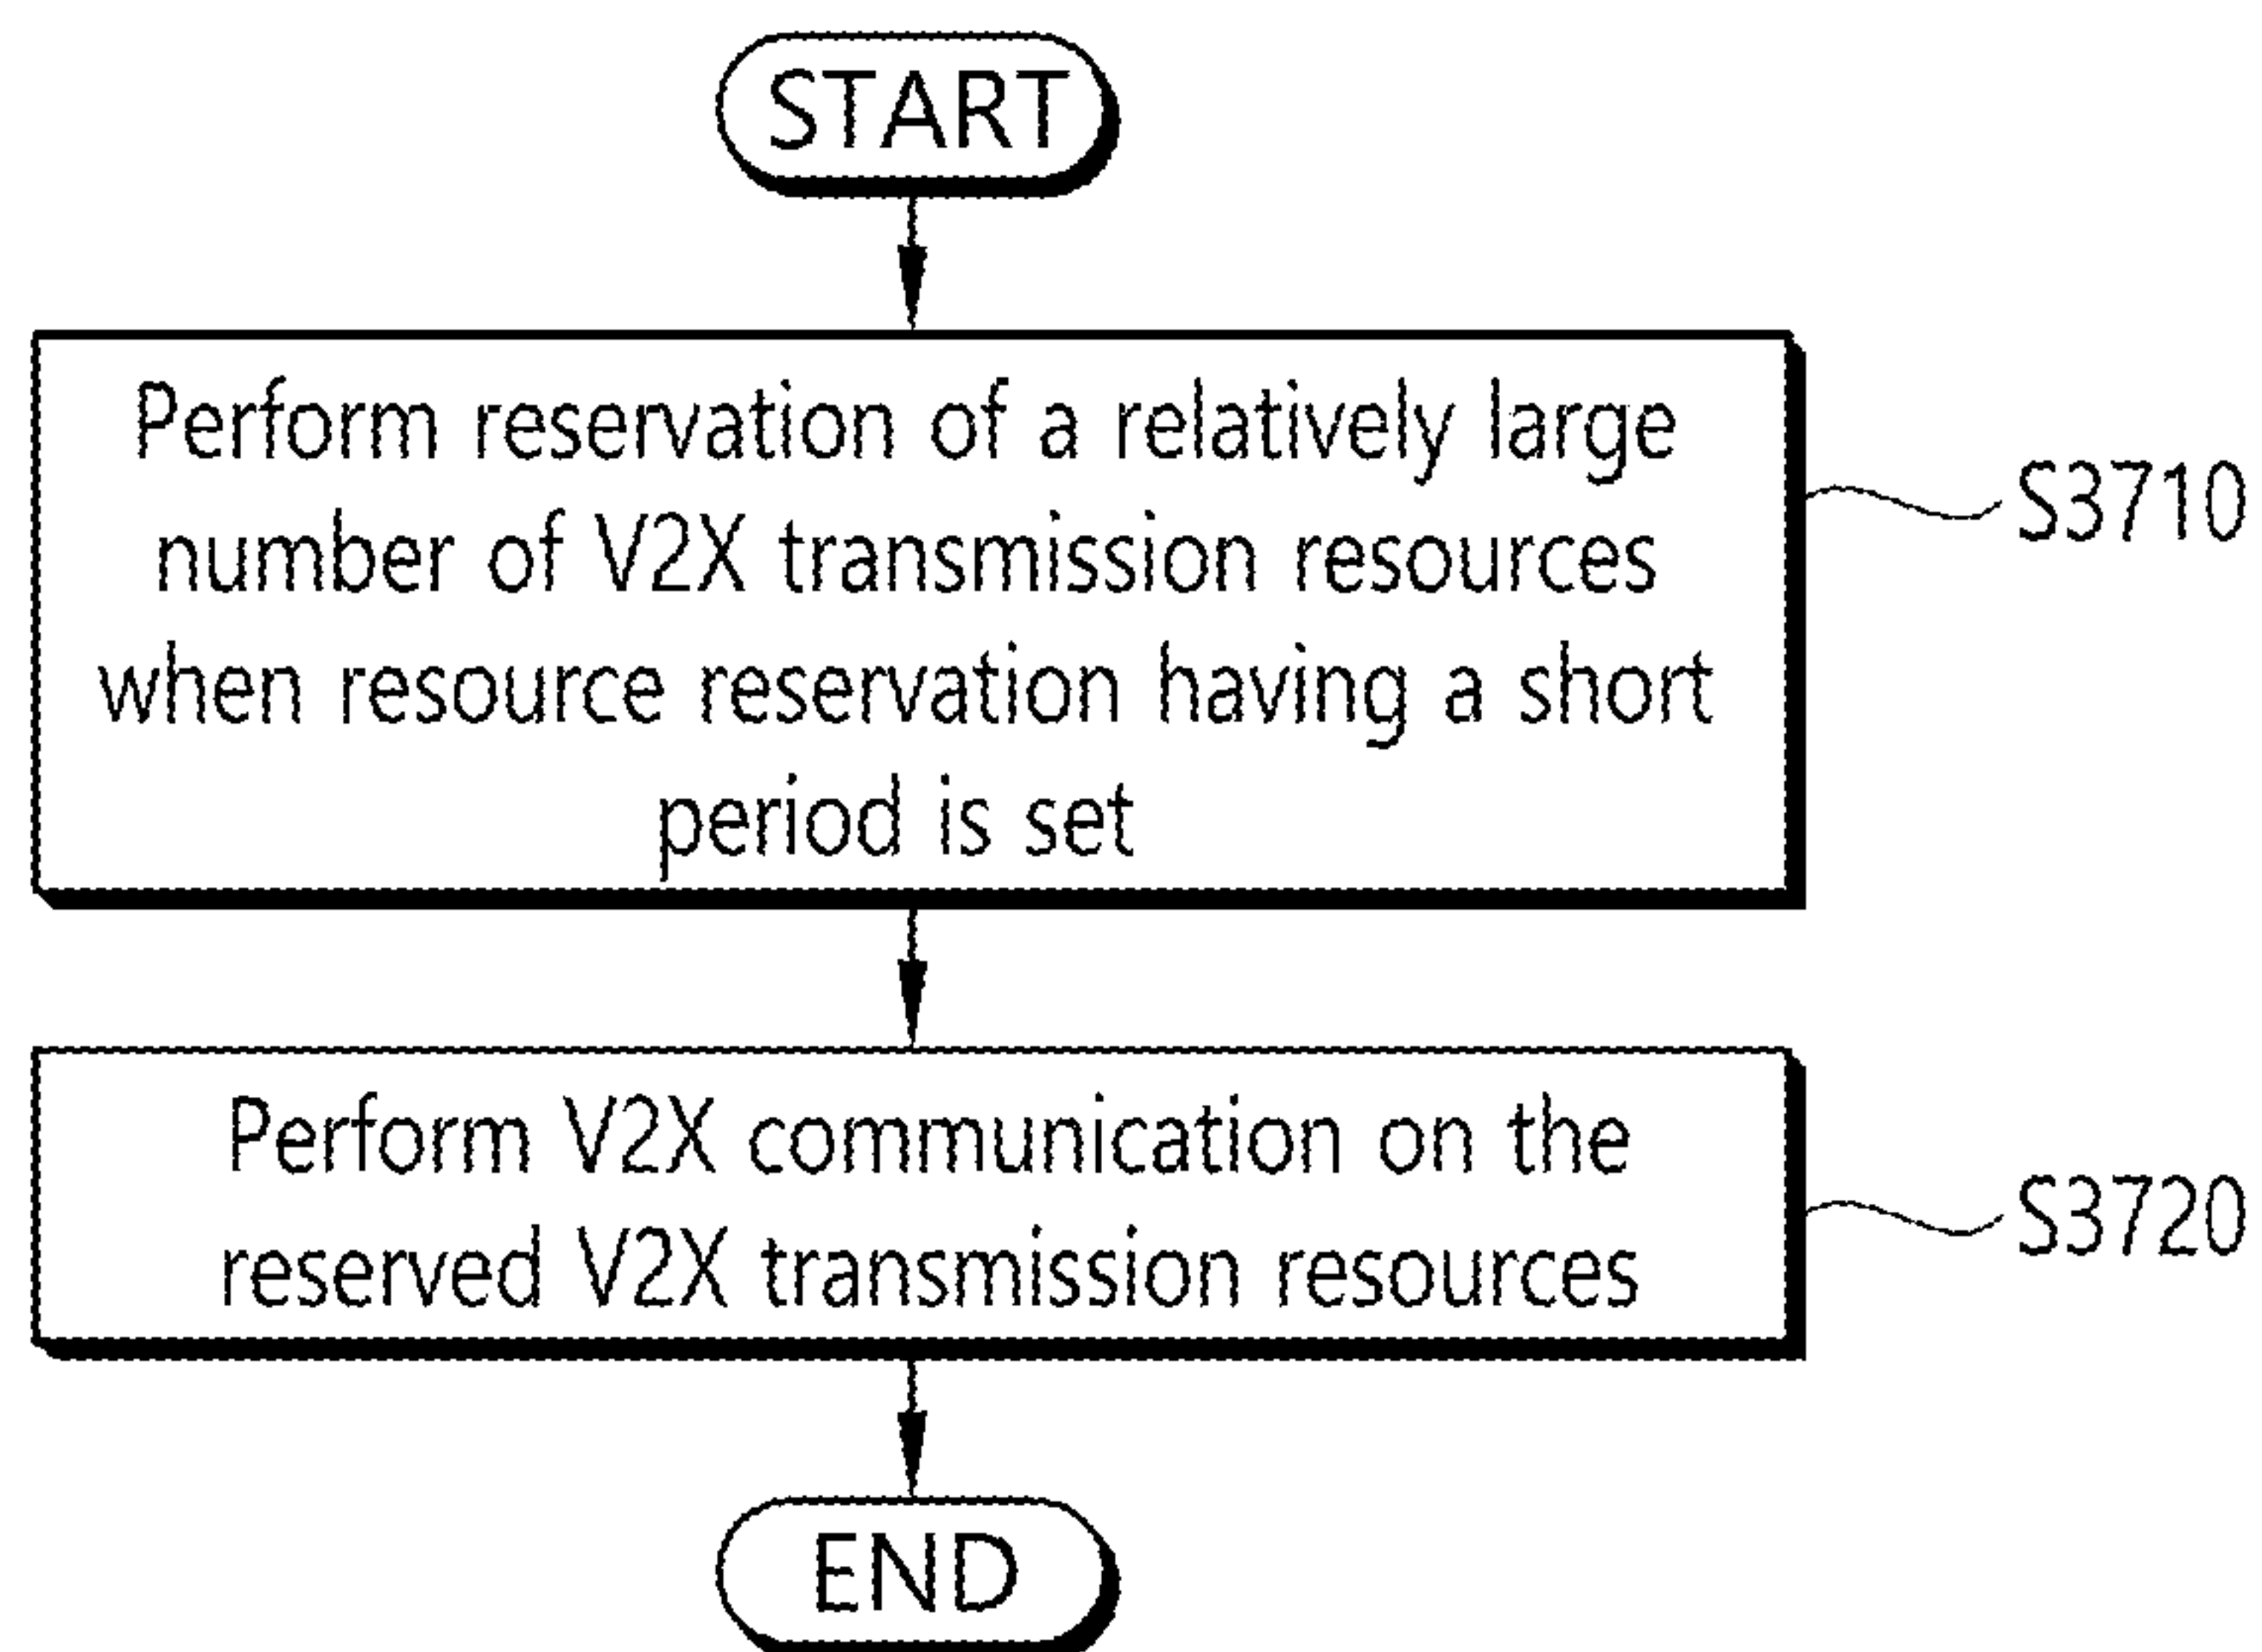 START
Perform reservation of a relatively large
number of V2X transmission resources
when resource reservation having a short
period is set
S3710
Perform V2X communication on the
reserved V2X transmission resources
S3720
END